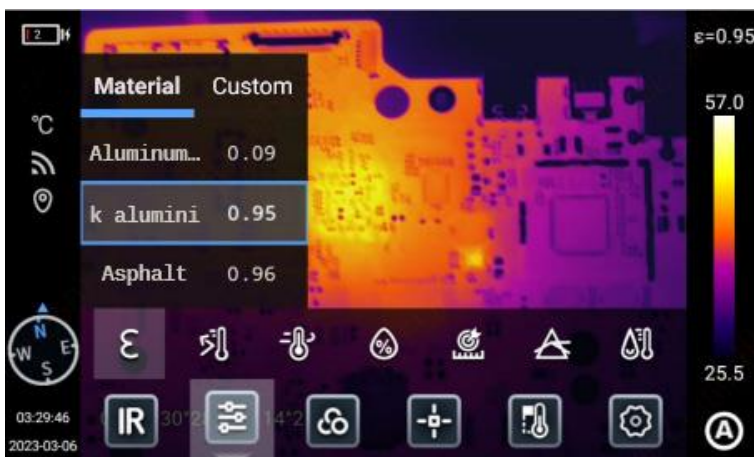 2
ε=0.95
Material Custom
57.0
°C
Aluminum… 0.09
k alumini 0.95
Asphalt 0.96
N
W E
S
ε
%
25.5
03:29:46
IR
A
2023-03-06